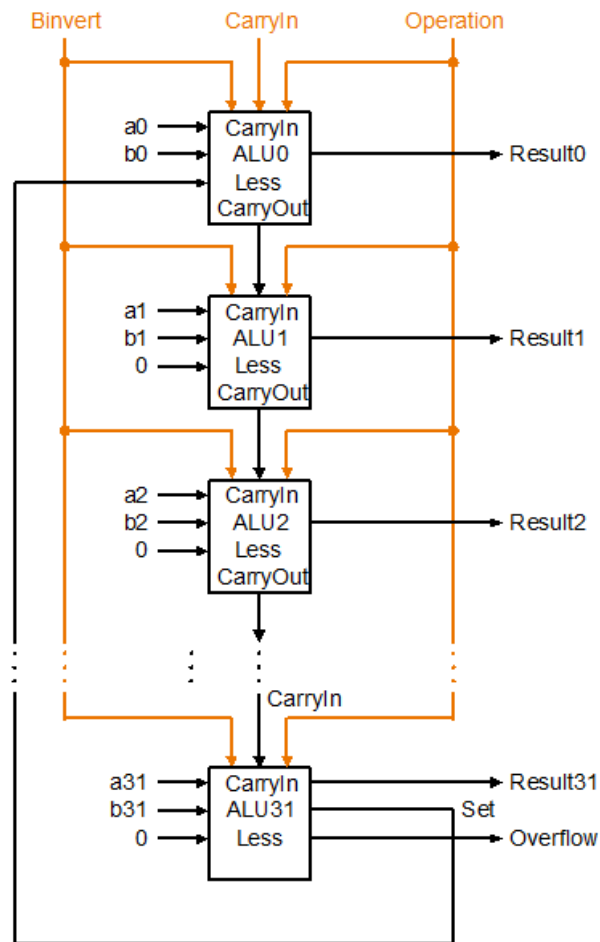 Binvert CarryIn Operation
a0 CarryIn
b0 ALU0 Result0
Less
CarryOut
a1 CarryIn
b1 ALU1 Result1
0 Less
CarryOut
a2 CarryIn
b2 ALU2 Result2
0 Less
CarryOut
CarryIn
a31 CarryIn Result31
b31 ALU31 Set
0 Less Overflow